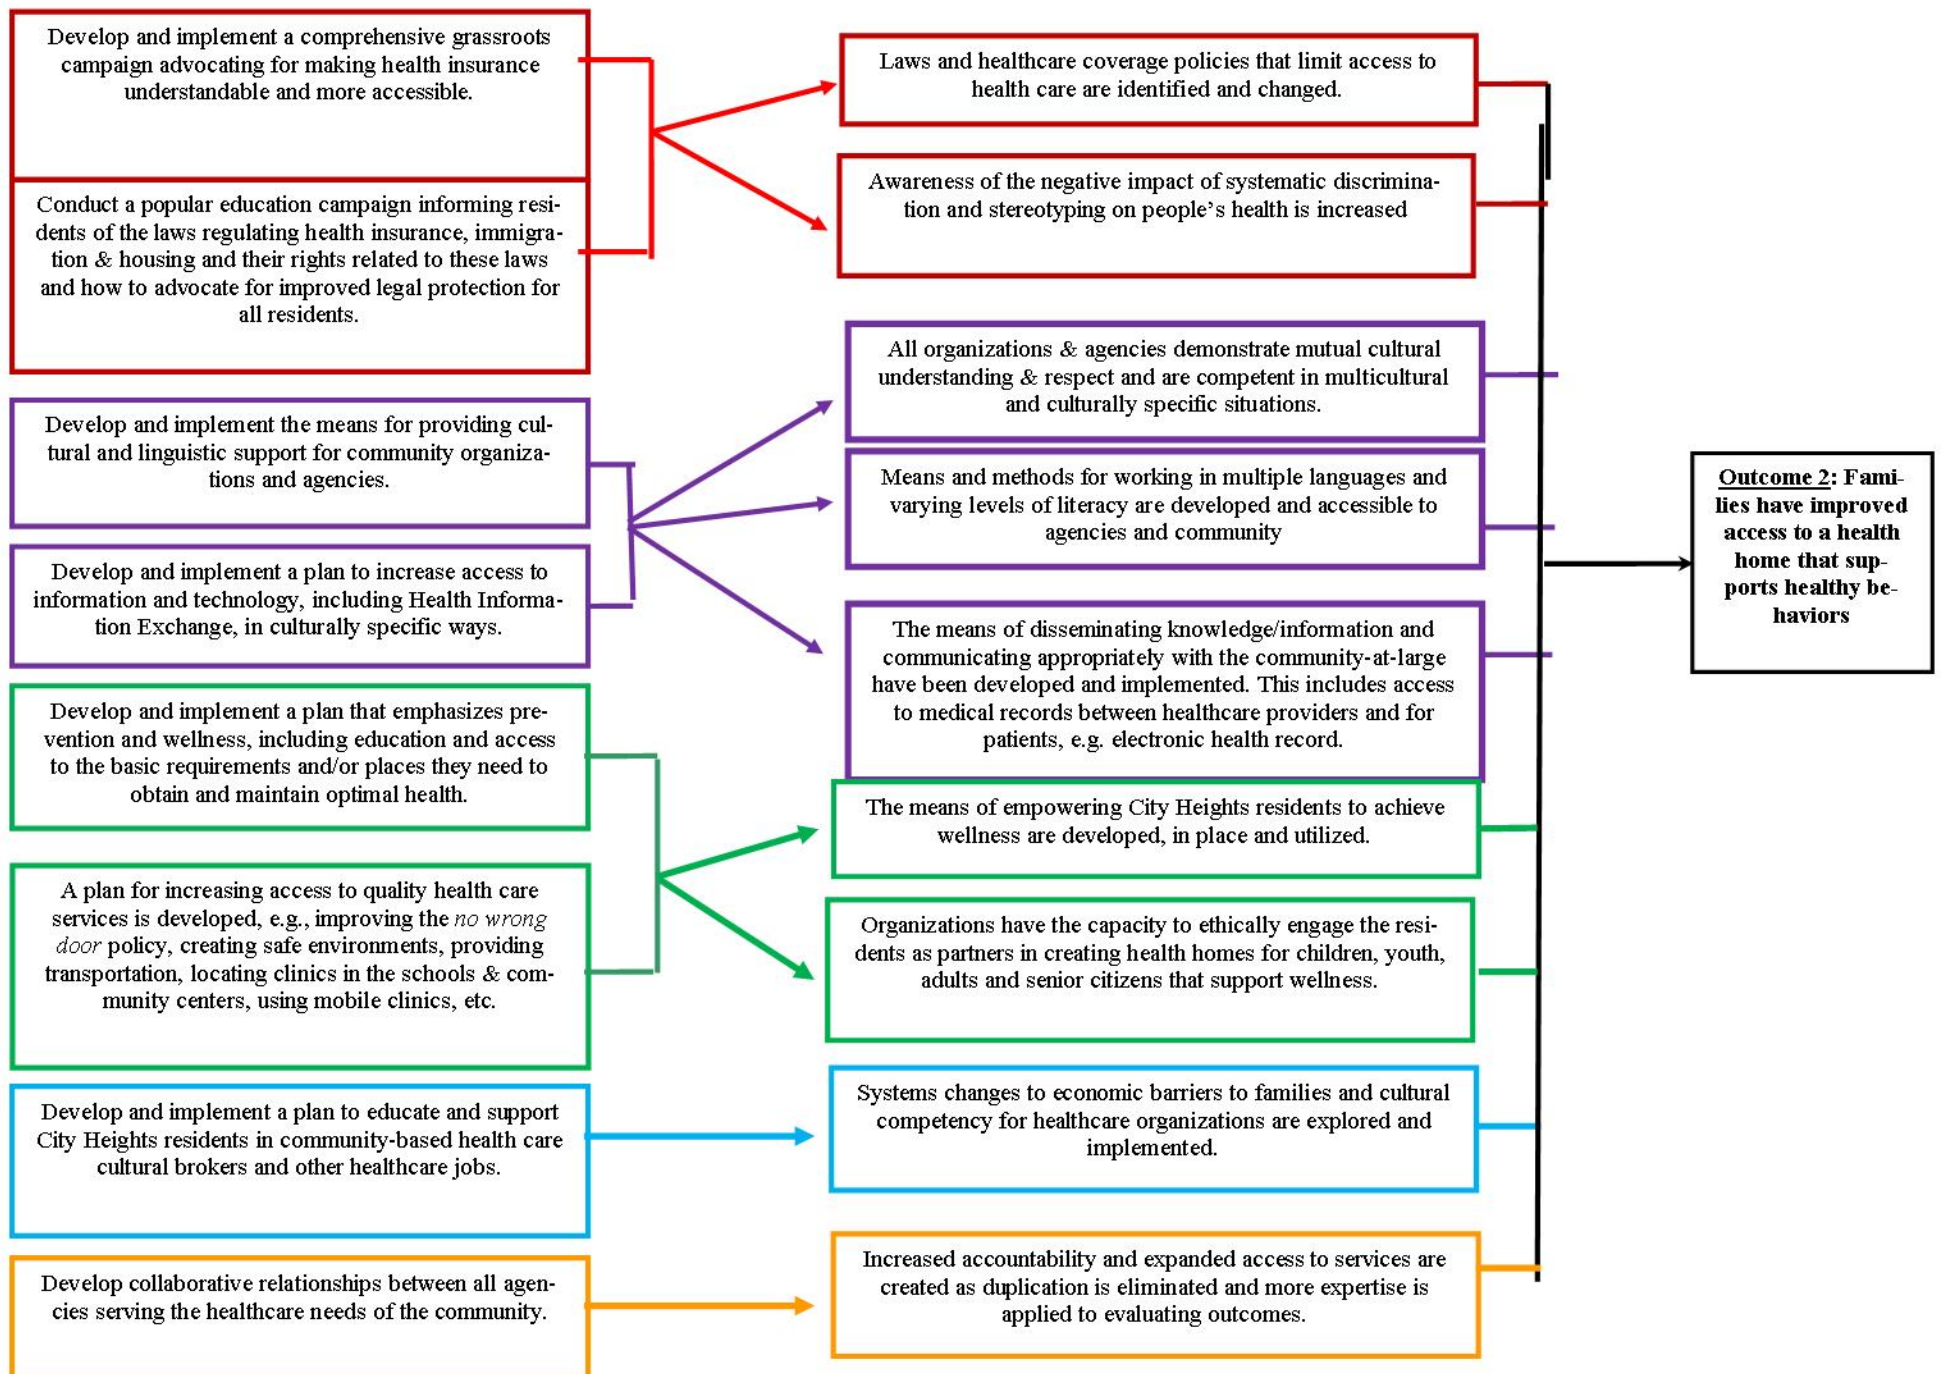 Develop and implement a comprehensive grassroots
campaign advocating for making health insurance
understandable and more accessible.
Conduct a popular education campaign informing resi-
dents of the laws regulating health insurance, immigra-
tion & housing and their rights related to these laws
and how to advocate for improved legal protection for
all residents.
Develop and implement the means for providing cul-
tural and linguistic support for community organiza-
tions and agencies.
Develop and implement a plan to increase access to
information and technology, including Health Informa-
tion Exchange, in culturally specific ways.
Develop and implement a plan that emphasizes pre-
vention and wellness, including education and access
to the basic requirements and/or places they need to
obtain and maintain optimal health.
A plan for increasing access to quality health care
services is developed, e.g., improving the no wrong
door policy, creating safe environments, providing
transportation, locating clinics in the schools & com-
munity centers, using mobile clinics, etc.
Develop and implement a plan to educate and support
City Heights residents in community-based health care
cultural brokers and other healthcare jobs.
Develop collaborative relationships between all agen-
cies serving the healthcare needs of the community.
Laws and healthcare coverage policies that limit access to
health care are identified and changed.
Awareness of the negative impact of systematic discrimina-
tion and stereotyping on people's health is increased
All organizations & agencies demonstrate mutual cultural
understanding & respect and are competent in multicultural
and culturally specific situations.
Means and methods for working in multiple languages and
varying levels of literacy are developed and accessible to
agencies and community
The means of disseminating knowledge/information and
communicating appropriately with the community-at-large
have been developed and implemented. This includes access
to medical records between healthcare providers and for
patients, e.g. electronic health record.
The means of empowering City Heights residents to achieve
wellness are developed, in place and utilized.
Organizations have the capacity to ethically engage the resi-
dents as partners in creating health homes for children, youth,
adults and senior citizens that support wellness.
Systems changes to economic barriers to families and cultural
competency for healthcare organizations are explored and
implemented.
Increased accountability and expanded access to services are
created as duplication is eliminated and more expertise is
applied to evaluating outcomes.
Outcome 2: Fami-
lies have improved
access to a health
home that sup-
ports healthy be-
haviors